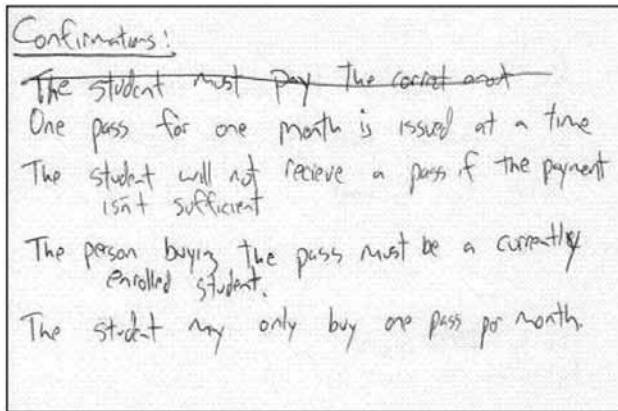 Confirmations:
The student must pay the correct amout
One pass for one month is issued at a time
The student will not recieve a pass if the payment
isn't sufficient
The person buying the pass must be a currently
enrolled student.
The student may only buy one pass per month.